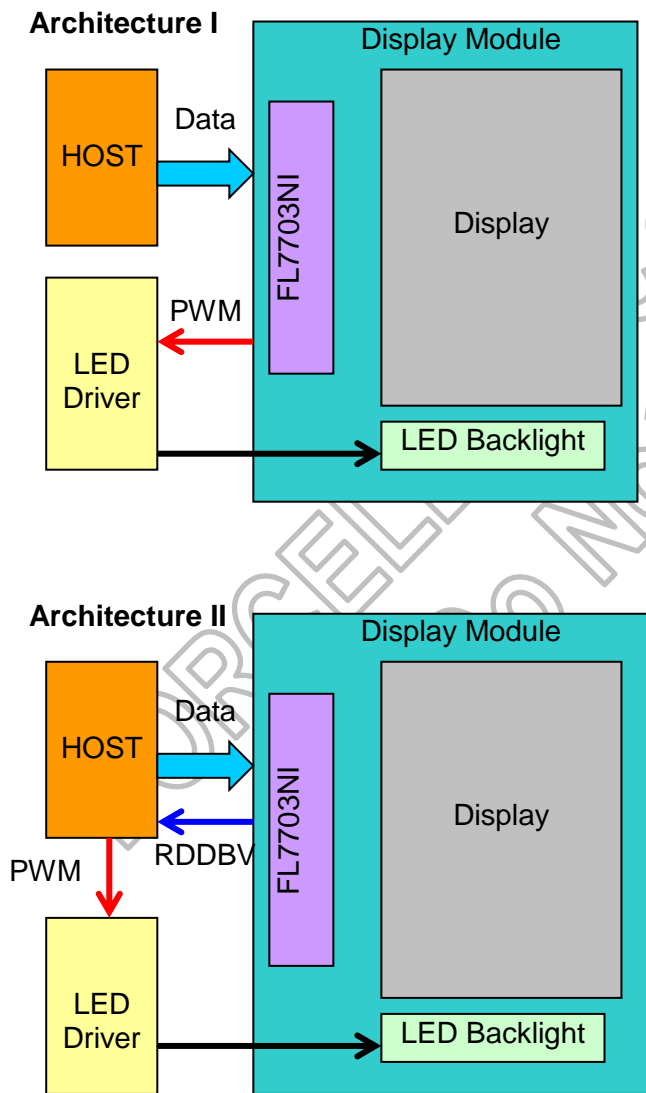 Architecture I
Display Module
HOST
Data
FL7703NI
Display
PWM
LED
Driver
LED Backlight
Architecture II
Display Module
HOST
Data
FL7703NI
Display
RDDBV
PWM
LED
Driver
LED Backlight